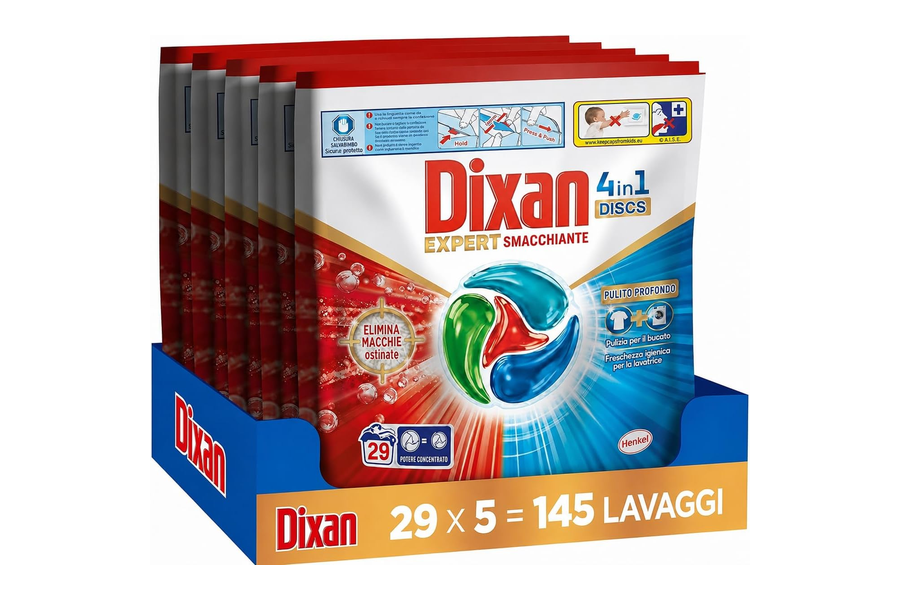 CHIUSURA
SALVABIMBO
Sicura protetto
Hold
Press & Push
www.keepcapsfromkids.eu
© A.I.S.E.
Dixan
4in1
DISCS
EXPERT SMACCHIANTE
PULITO PROFONDO
Pulizia per il bucato
Freschezza igienica
per la lavatrice
ELIMINA
MACCHIE
ostinate
29
POTERE CONCENTRATO
Henkel
Dixan
Dixan
29 x 5 = 145 LAVAGGI